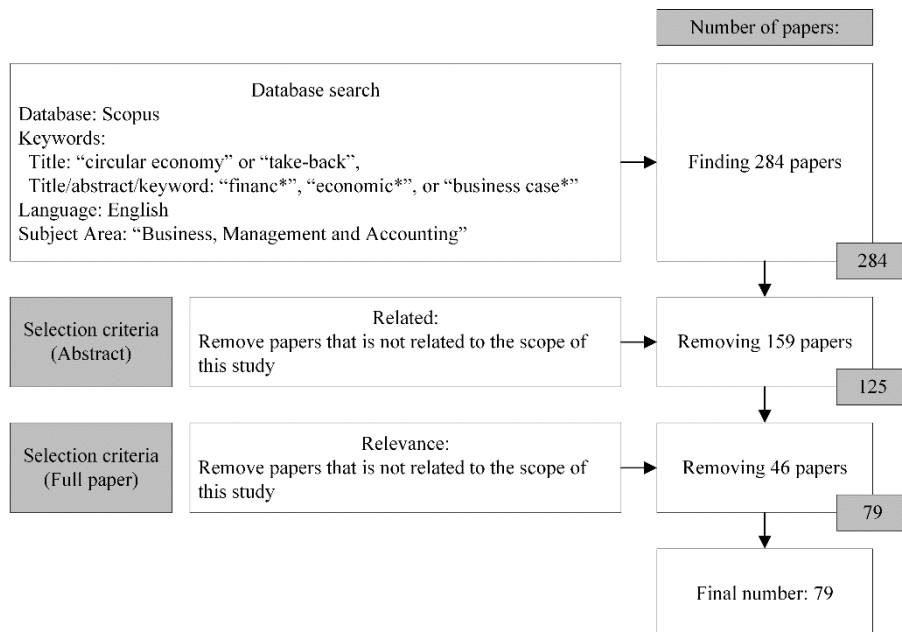 Number of papers:
Database search
Database: Scopus
Keywords:
Title: “circular economy” or “take-back”,
Title/abstract/keyword: “financ*”, “economic*”, or “business case*”
Language: English
Subject Area: “Business, Management and Accounting”
Finding 284 papers
284
Selection criteria
(Abstract)
Related:
Remove papers that is not related to the scope of
this study
Removing 159 papers
125
Selection criteria
(Full paper)
Relevance:
Remove papers that is not related to the scope of
this study
Removing 46 papers
79
Final number: 79